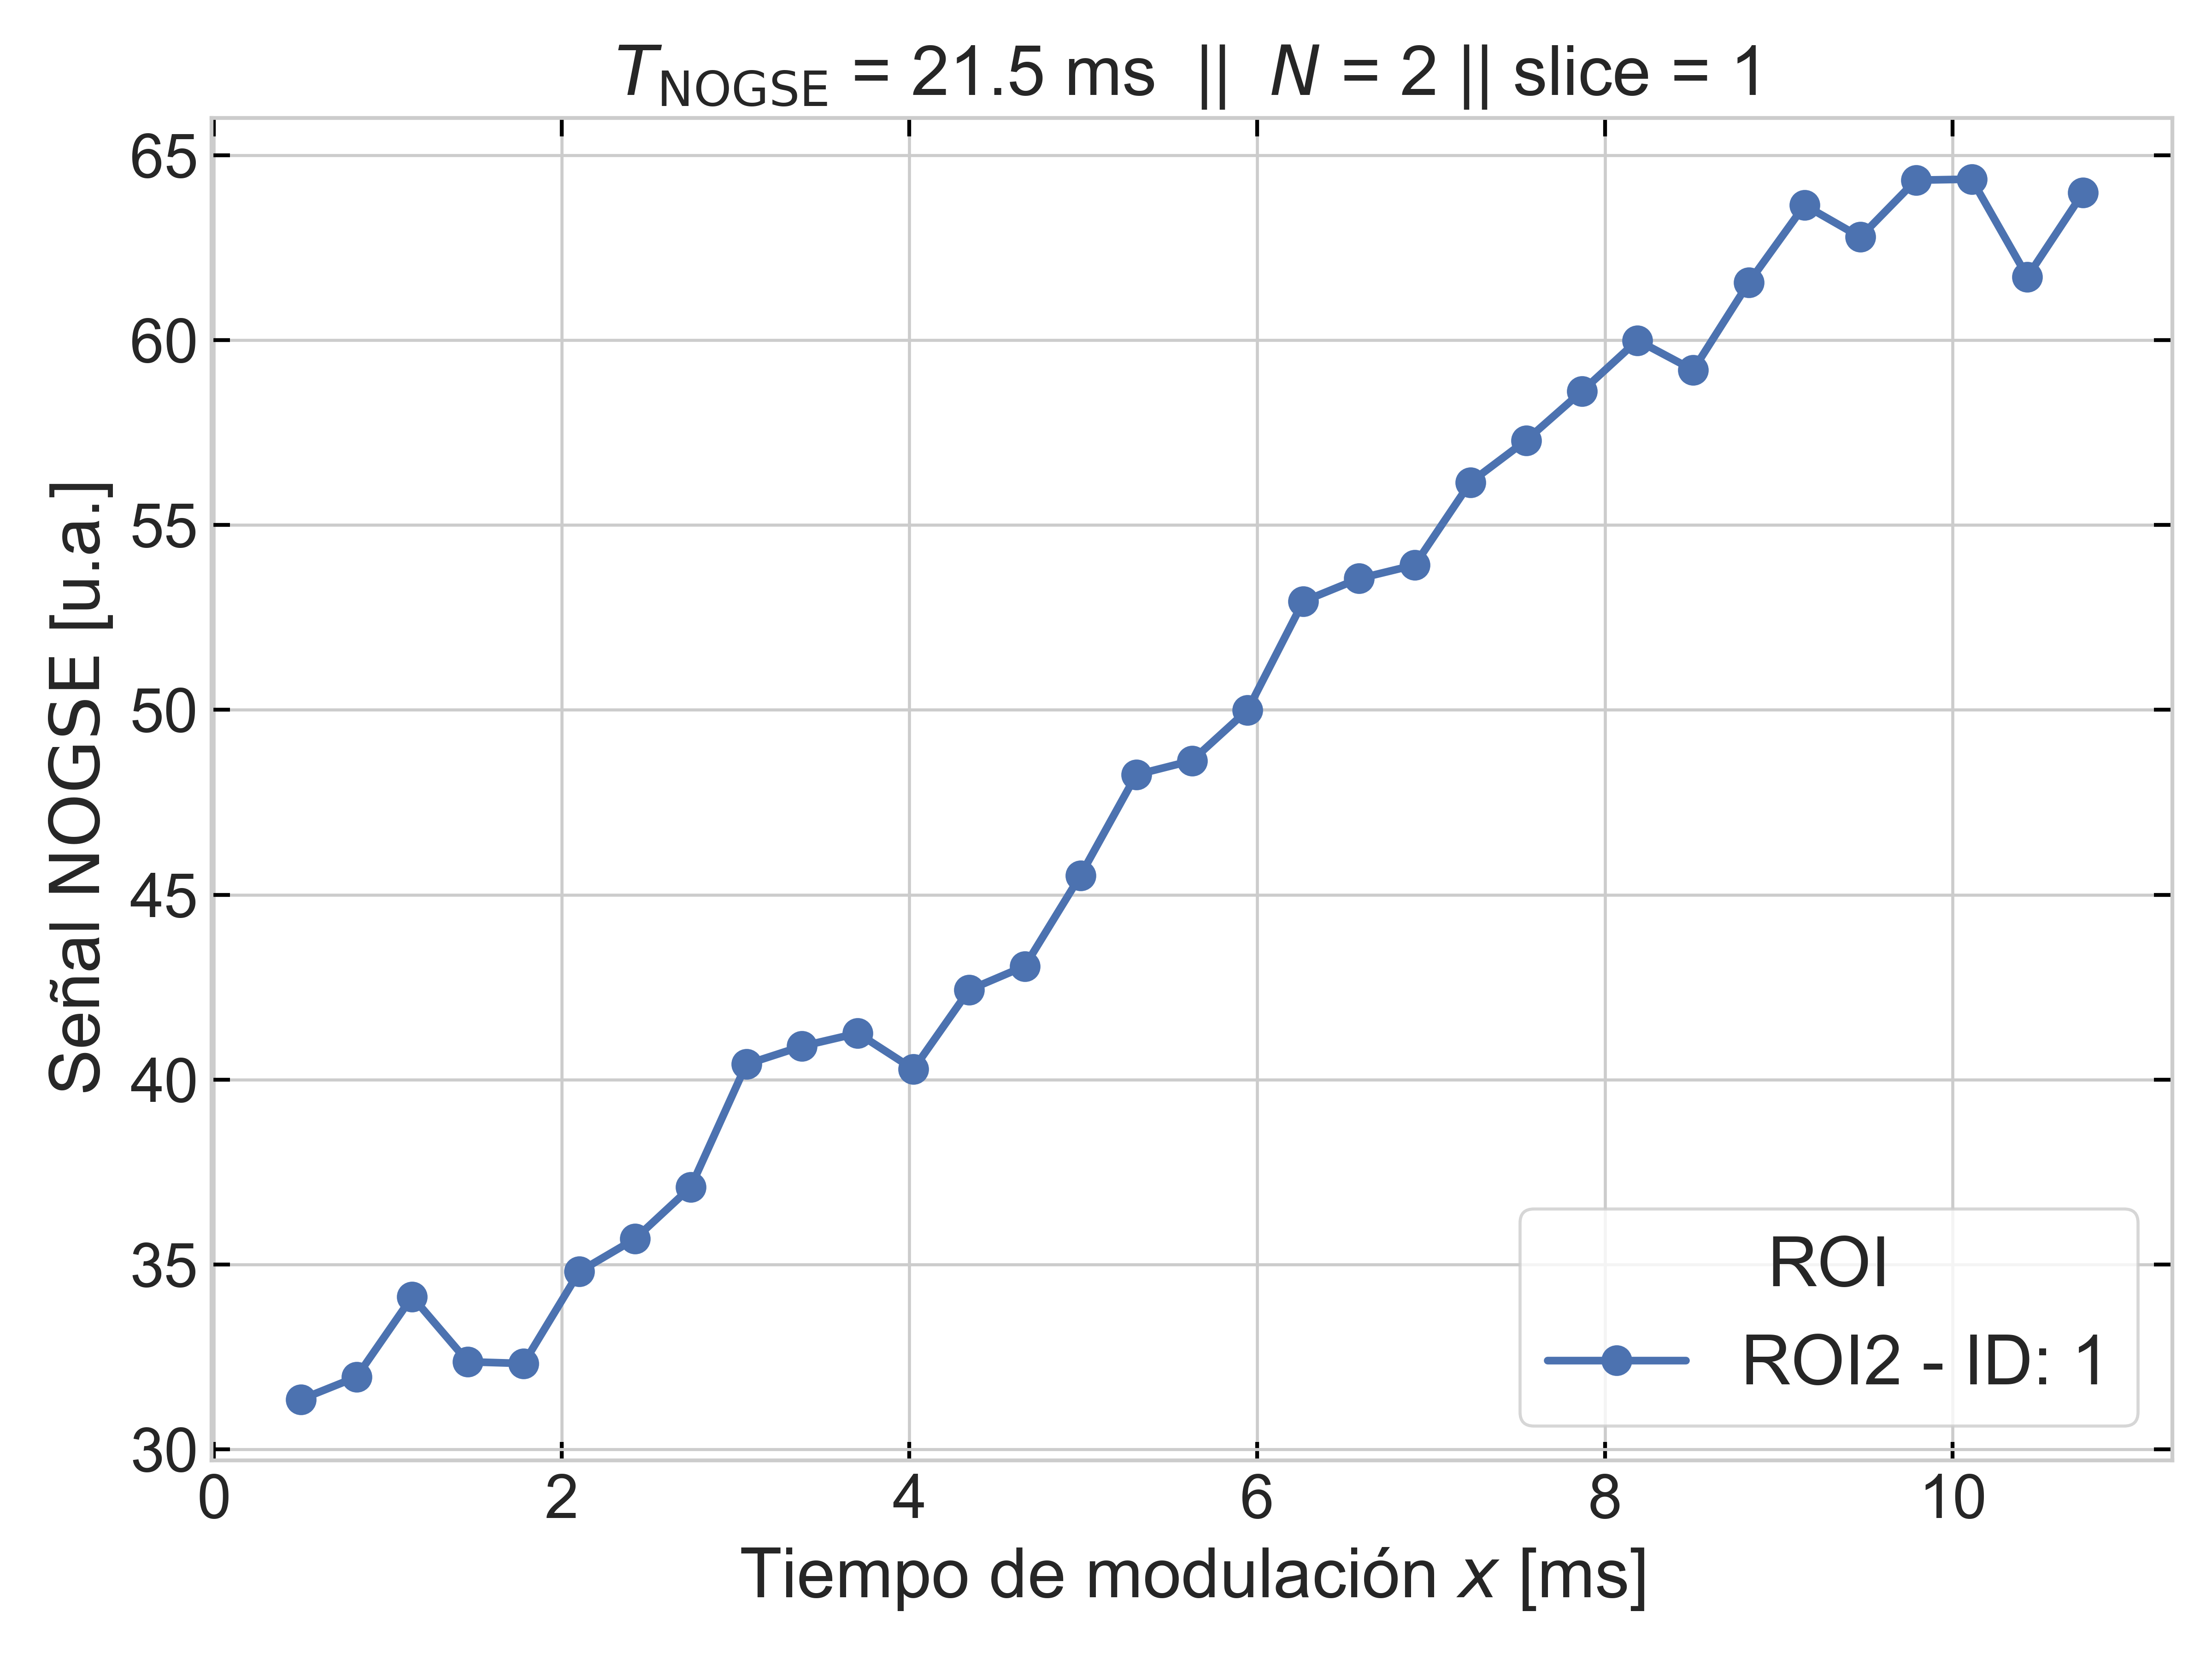 T_NOGSE = 21.5 ms || N = 2 || slice = 1
Señal NOGSE [u.a.]
65
60
55
50
45
40
35
30
0 2 4 6 8 10
Tiempo de modulación x [ms]
ROI
ROI2 - ID: 1